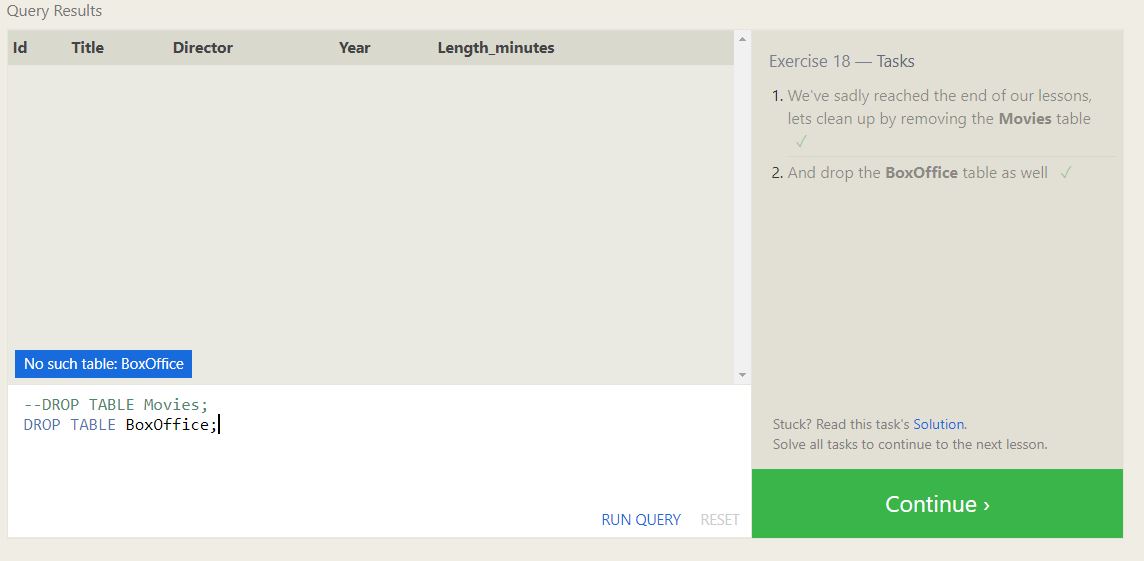 Query Results
Id Title Director Year Length_minutes
No such table: BoxOffice
--DROP TABLE Movies;
DROP TABLE BoxOffice;
RUN QUERY RESET
Exercise 18 — Tasks
1. We've sadly reached the end of our lessons,
lets clean up by removing the Movies table
✓
2. And drop the BoxOffice table as well ✓
Stuck? Read this task's Solution.
Solve all tasks to continue to the next lesson.
Continue ›